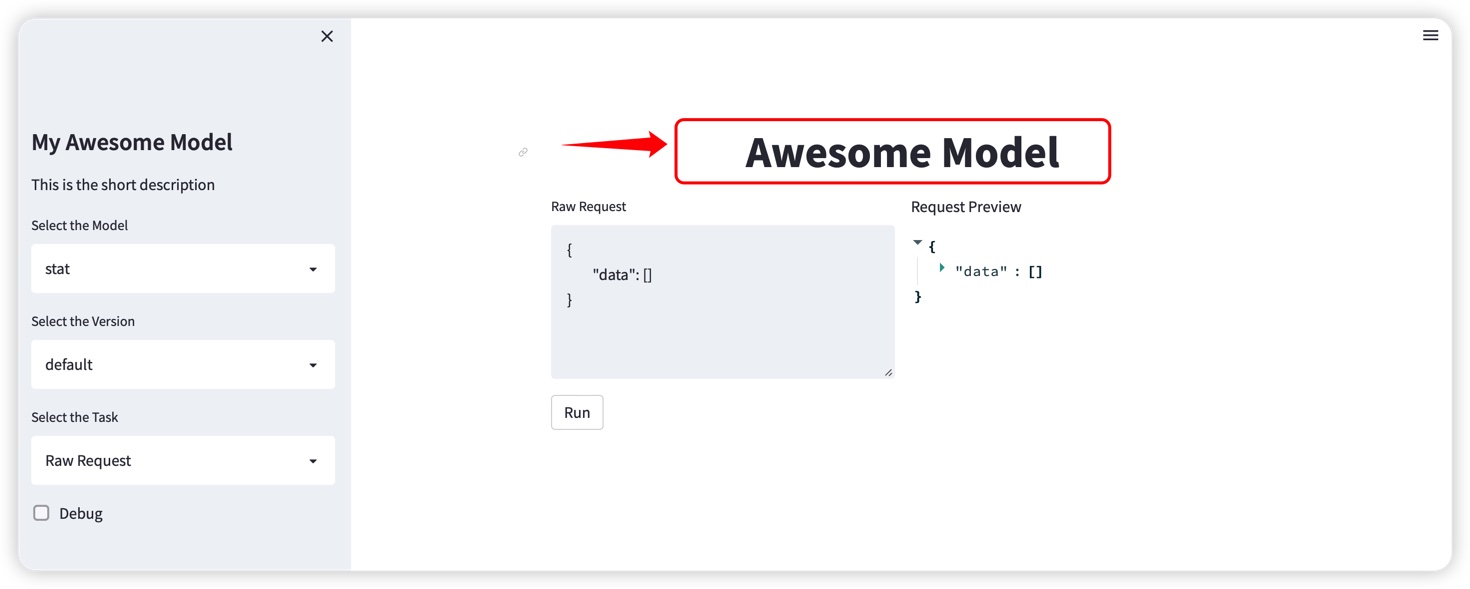 My Awesome Model
This is the short description
Select the Model
stat
Select the Version
default
Select the Task
Raw Request
Debug
Awesome Model
Raw Request
{
"data": []
}
Run
Request Preview
{
"data" : []
}